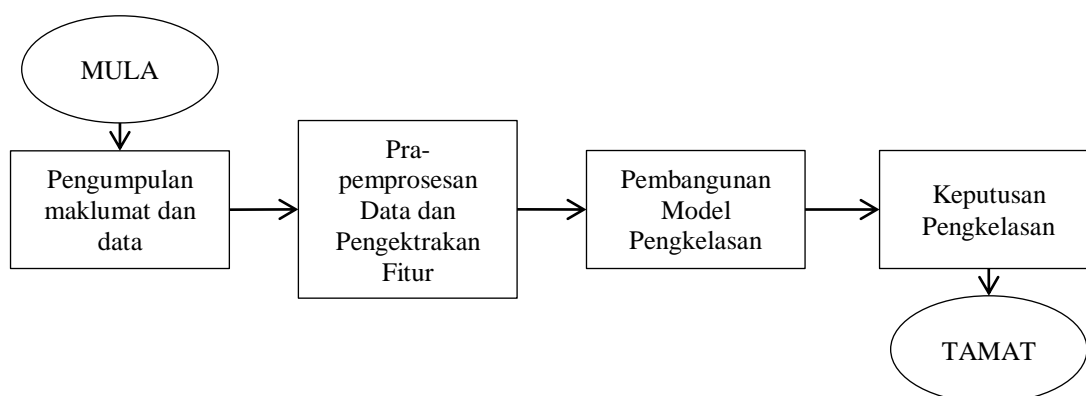 MULA
Pengumpulan
maklumat dan
data
Pra-
pemprosesan
Data dan
Pengektrakan
Fitur
Pembangunan
Model
Pengkelasan
Keputusan
Pengkelasan
TAMAT